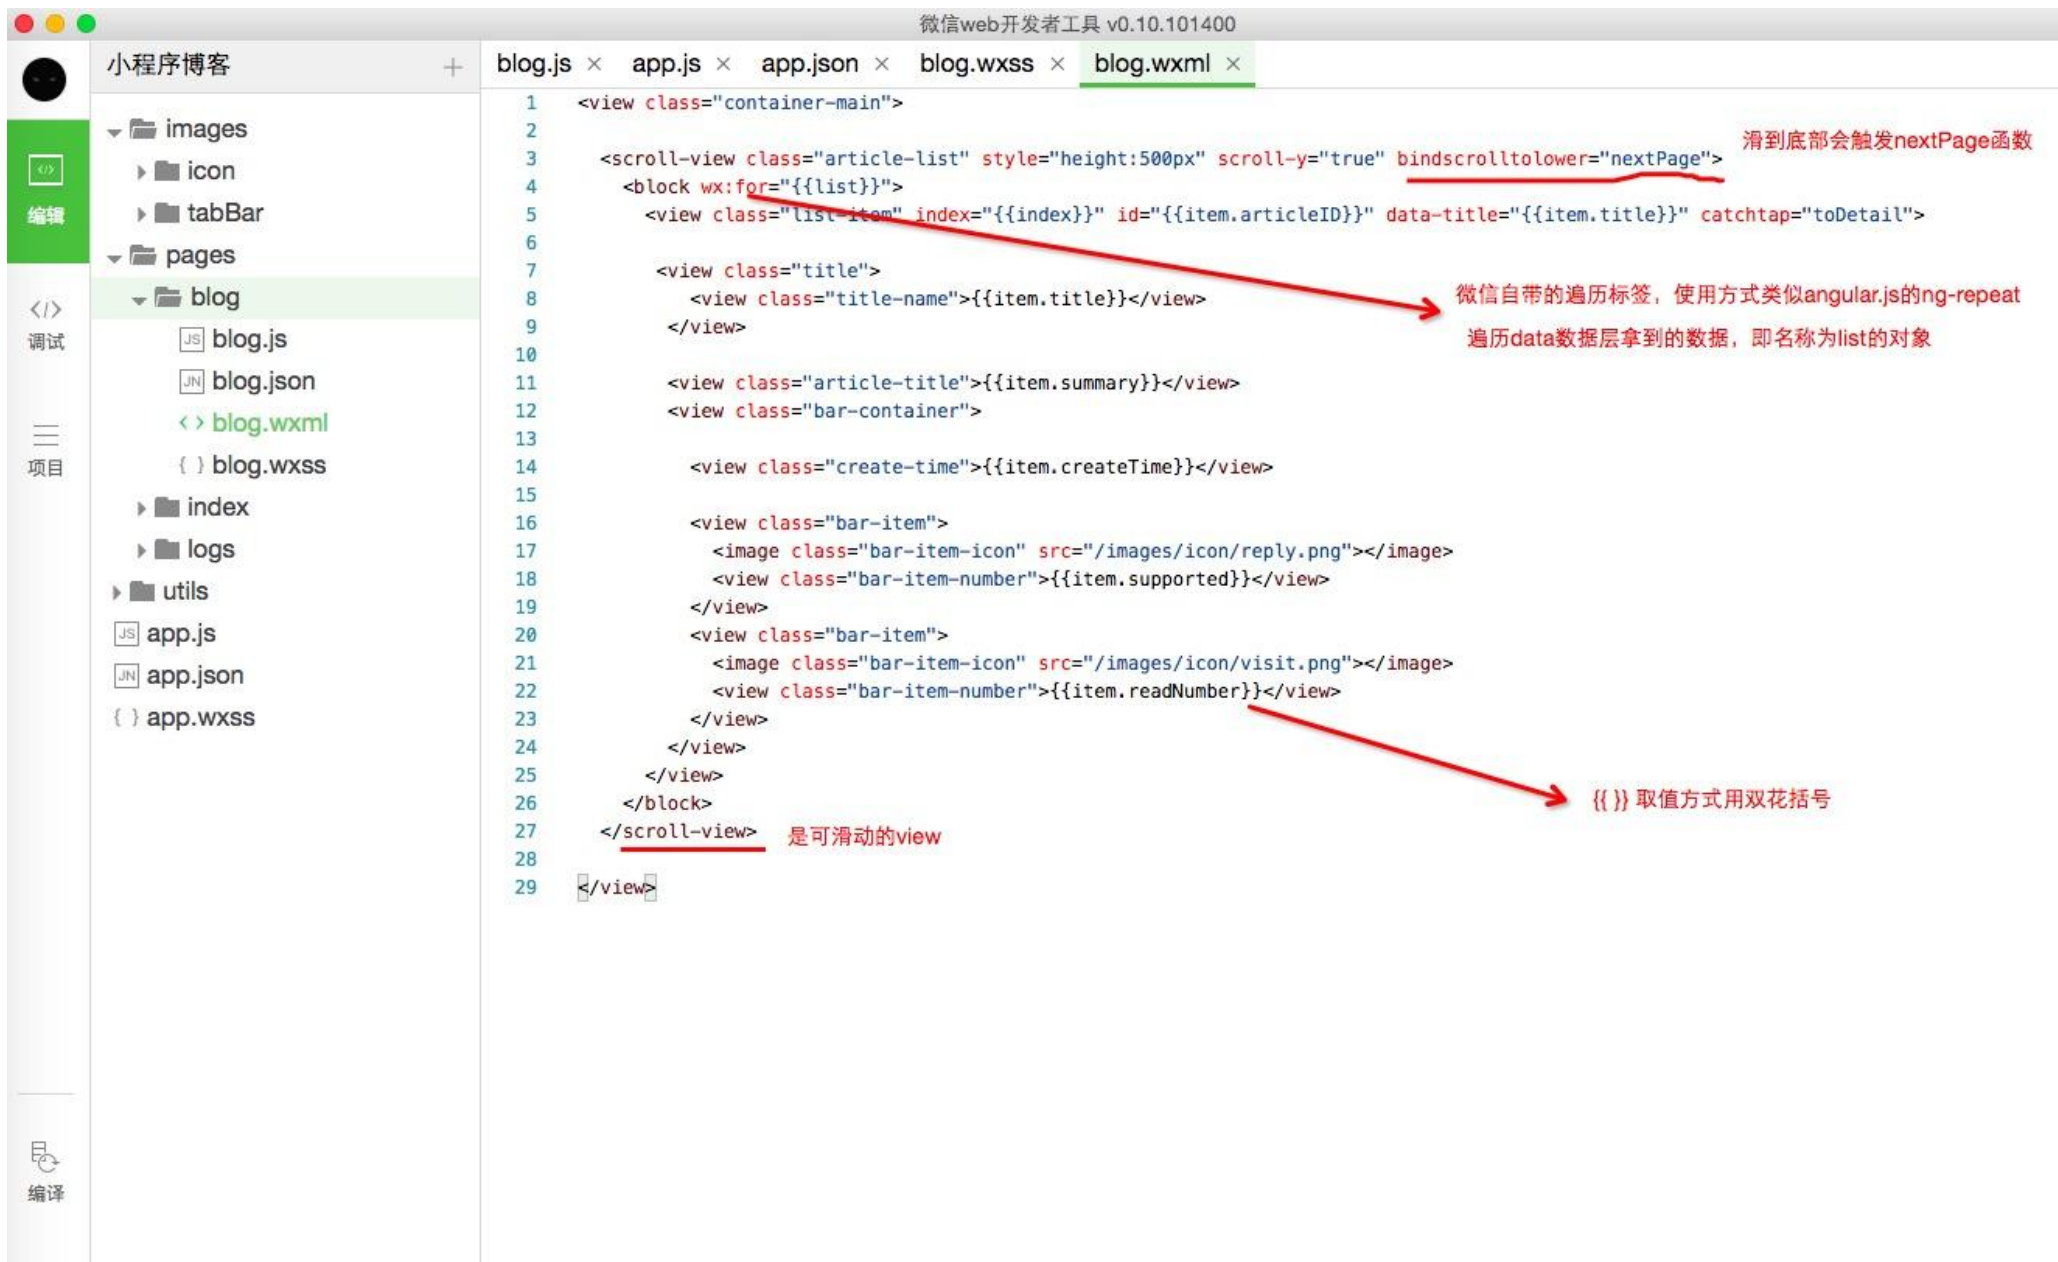 微信web开发者工具 v0.10.101400
小程序博客 +
blog.js × app.js × app.json × blog.wxss × blog.wxml ×
编辑
调试
项目
编译
images
icon
tabBar
pages
blog
JS blog.js
JN blog.json
<> blog.wxml
{ } blog.wxss
index
logs
utils
JS app.js
JN app.json
{ } app.wxss
1 <view class="container-main">
2
3 <scroll-view class="article-list" style="height:500px" scroll-y="true" bindscrolltolower="nextPage">
滑到底部会触发nextPage函数
4 <block wx:for="{{list}}">
5 <view class="list-item" index="{{index}}" id="{{item.articleID}}" data-title="{{item.title}}" catchtap="toDetail">
6
7 <view class="title">
8 <view class="title-name">{{item.title}}</view>
微信自带的遍历标签，使用方式类似angular.js的ng-repeat
9 </view>
遍历data数据层拿到的数据，即名称为list的对象
10
11 <view class="article-title">{{item.summary}}</view>
12 <view class="bar-container">
13
14 <view class="create-time">{{item.createTime}}</view>
15
16 <view class="bar-item">
17 <image class="bar-item-icon" src="/images/icon/reply.png"></image>
18 <view class="bar-item-number">{{item.supported}}</view>
19 </view>
20 <view class="bar-item">
21 <image class="bar-item-icon" src="/images/icon/visit.png"></image>
22 <view class="bar-item-number">{{item.readNumber}}</view>
23 </view>
24 </view>
25 </view>
26 </block>
{{ }} 取值方式用双花括号
27 </scroll-view> 是可滑动的view
28
29 </view>